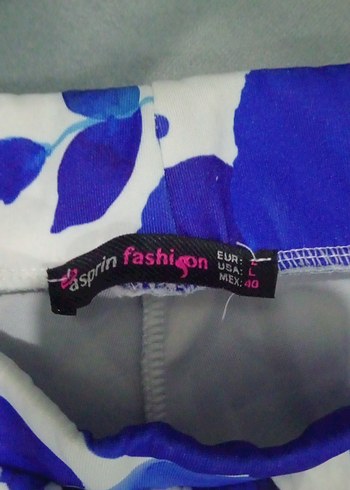 asprin fashion
EUR: L
USA: L
MEX: 40